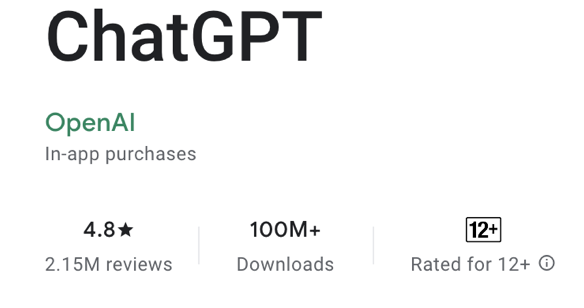 ChatGPT
OpenAI
In-app purchases
4.8★ 100M+ 12+
2.15M reviews Downloads Rated for 12+